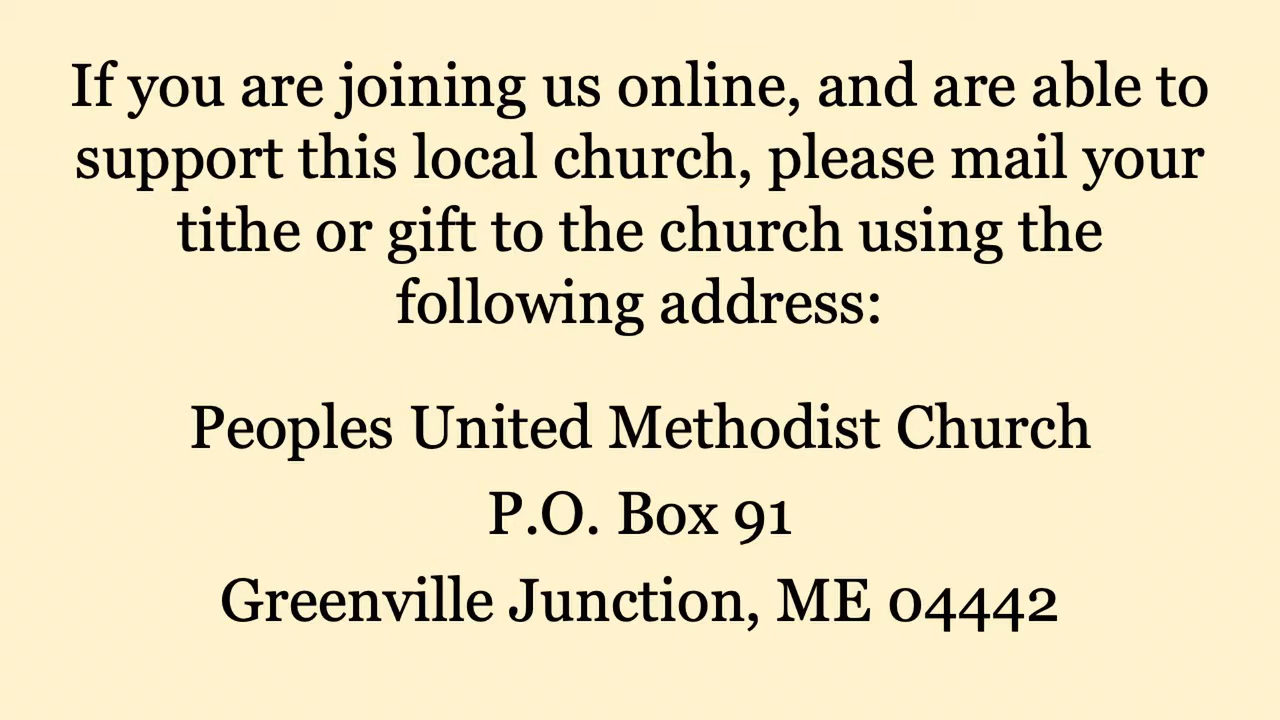 If you are joining us online, and are able to
support this local church, please mail your
tithe or gift to the church using the
following address:
Peoples United Methodist Church
P.O. Box 91
Greenville Junction, ME 04442